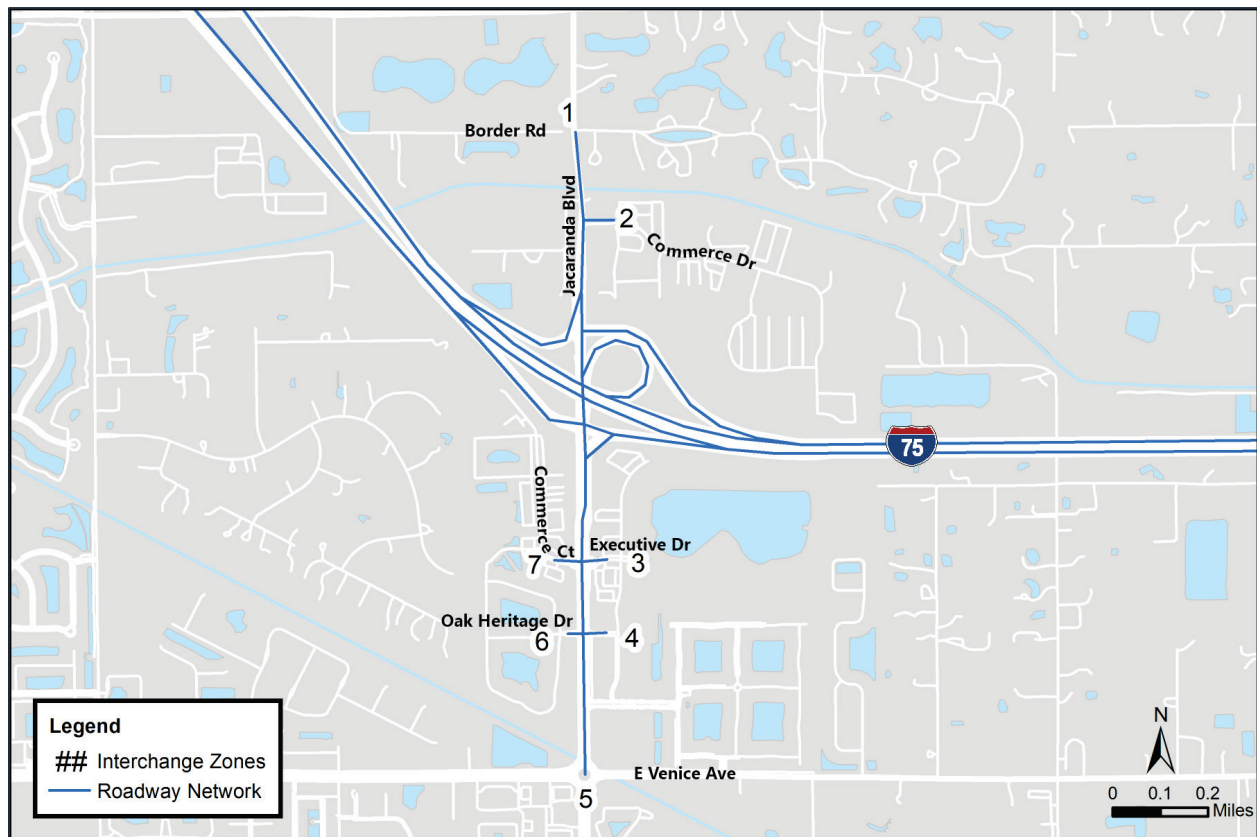 1
Border Rd
Jacaranda Blvd
2
Commerce Dr
75
Commerce Ct
Executive Dr
7
3
Oak Heritage Dr
6
4
Legend
## Interchange Zones
Roadway Network
E Venice Ave
5
N
0 0.1 0.2
Miles